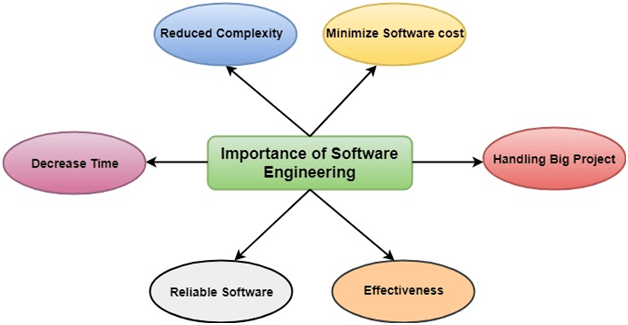 Reduced Complexity
Minimize Software cost
Decrease Time
Importance of Software
Engineering
Handling Big Project
Reliable Software
Effectiveness